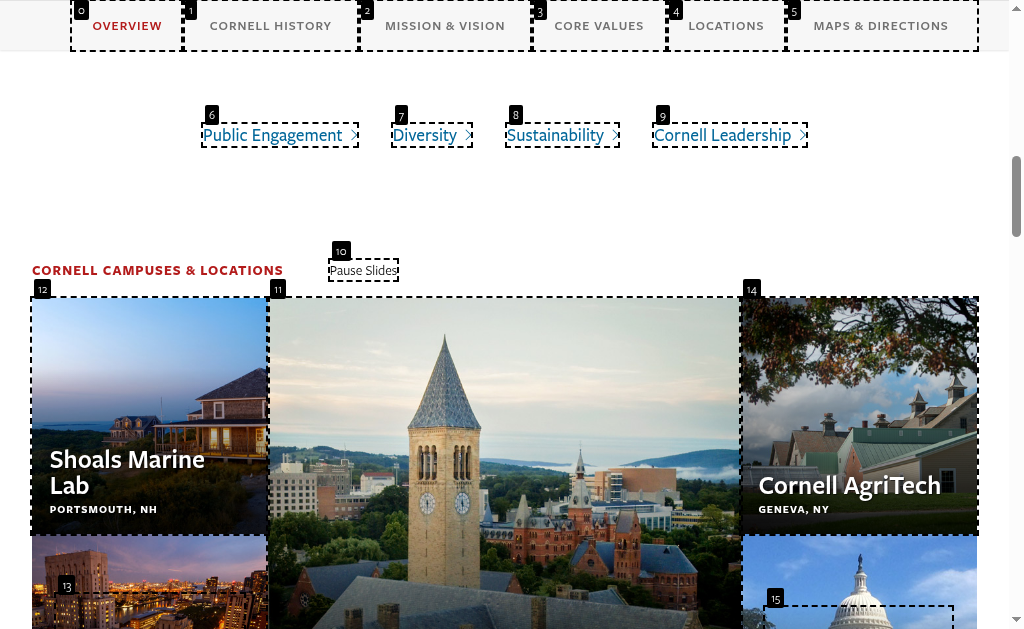 0 1 2 3 4 5
OVERVIEW CORNELL HISTORY MISSION & VISION CORE VALUES LOCATIONS MAPS & DIRECTIONS
6 7 8 9
Public Engagement Diversity Sustainability Cornell Leadership
10
CORNELL CAMPUSES & LOCATIONS Pause Slides
12 11 14
Shoals Marine
Lab
PORTSMOUTH, NH
Cornell AgriTech
GENEVA, NY
13
15